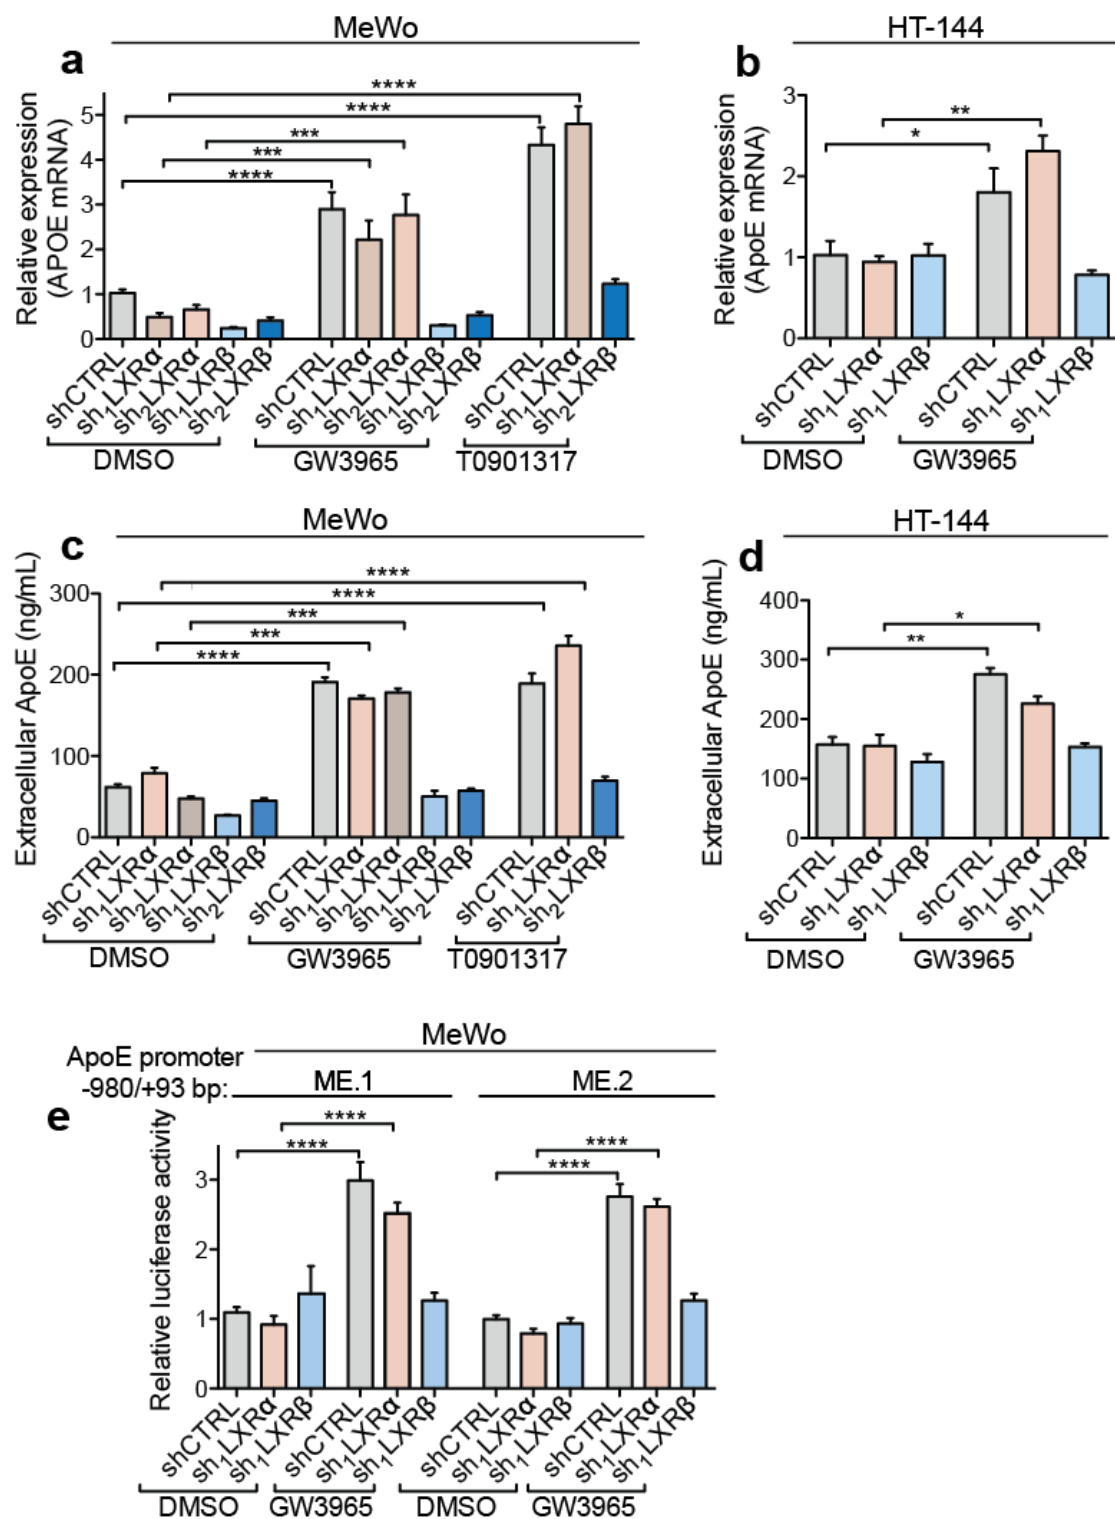 MeWo
a
Relative expression
(APOE mRNA)
5
4
3
2
1
0
****
****
***
***
****
shCTRL
sh₁LXRα
sh₂LXRα
sh₁LXRβ
sh₂LXRβ
shCTRL
sh₁LXRα
sh₂LXRα
sh₁LXRβ
sh₂LXRβ
shCTRL
sh₁LXRα
sh₂LXRβ
DMSO
GW3965
T0901317
HT-144
b
Relative expression
(ApoE mRNA)
3
2
1
0
**
*
shCTRL
sh₁LXRα
sh₁LXRβ
shCTRL
sh₁LXRα
sh₁LXRβ
DMSO
GW3965
MeWo
c
Extracellular ApoE (ng/mL)
300
200
100
0
****
****
***
***
****
shCTRL
sh₁LXRα
sh₂LXRα
sh₁LXRβ
sh₂LXRβ
shCTRL
sh₁LXRα
sh₂LXRα
sh₁LXRβ
sh₂LXRβ
shCTRL
sh₁LXRα
sh₂LXRβ
DMSO
GW3965
T0901317
HT-144
d
Extracellular ApoE (ng/mL)
400
300
200
100
0
*
**
shCTRL
sh₁LXRα
sh₁LXRβ
shCTRL
sh₁LXRα
sh₁LXRβ
DMSO
GW3965
MeWo
ApoE promoter
-980/+93 bp:
ME.1
ME.2
e
Relative luciferase activity
3
2
1
0
****
****
****
****
shCTRL
sh₁LXRα
sh₁LXRβ
shCTRL
sh₁LXRα
sh₁LXRβ
shCTRL
sh₁LXRα
sh₁LXRβ
shCTRL
sh₁LXRα
sh₁LXRβ
DMSO
GW3965
DMSO
GW3965